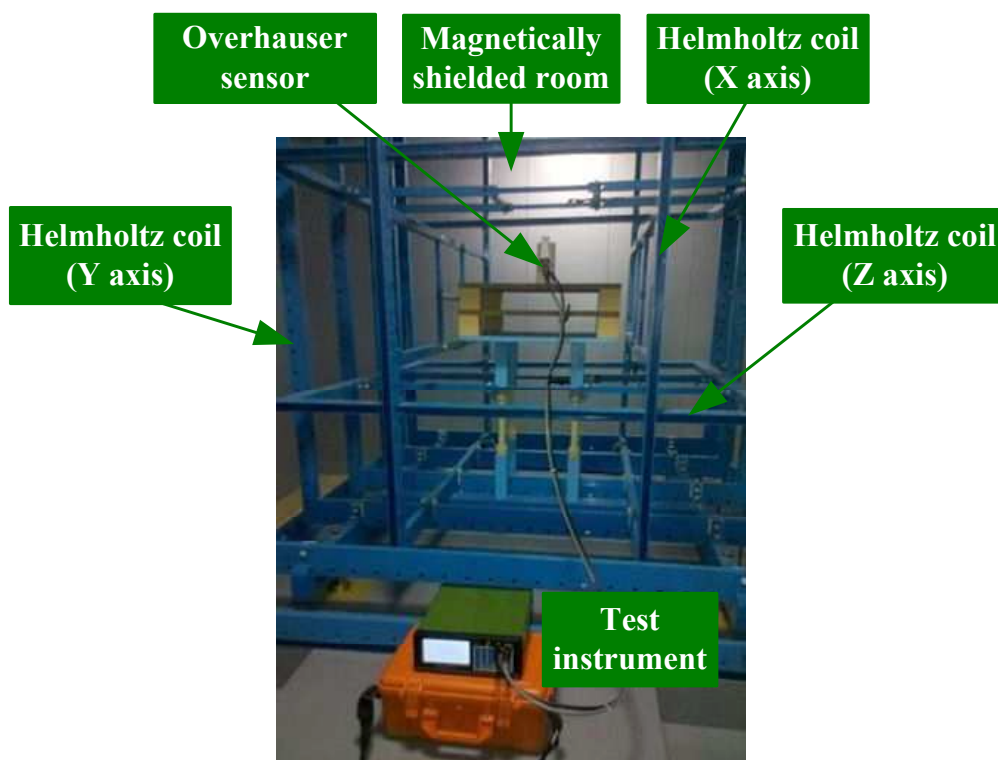 Overhauser
sensor
Magnetically
shielded room
Helmholtz coil
(X axis)
Helmholtz coil
(Y axis)
Helmholtz coil
(Z axis)
Test
instrument